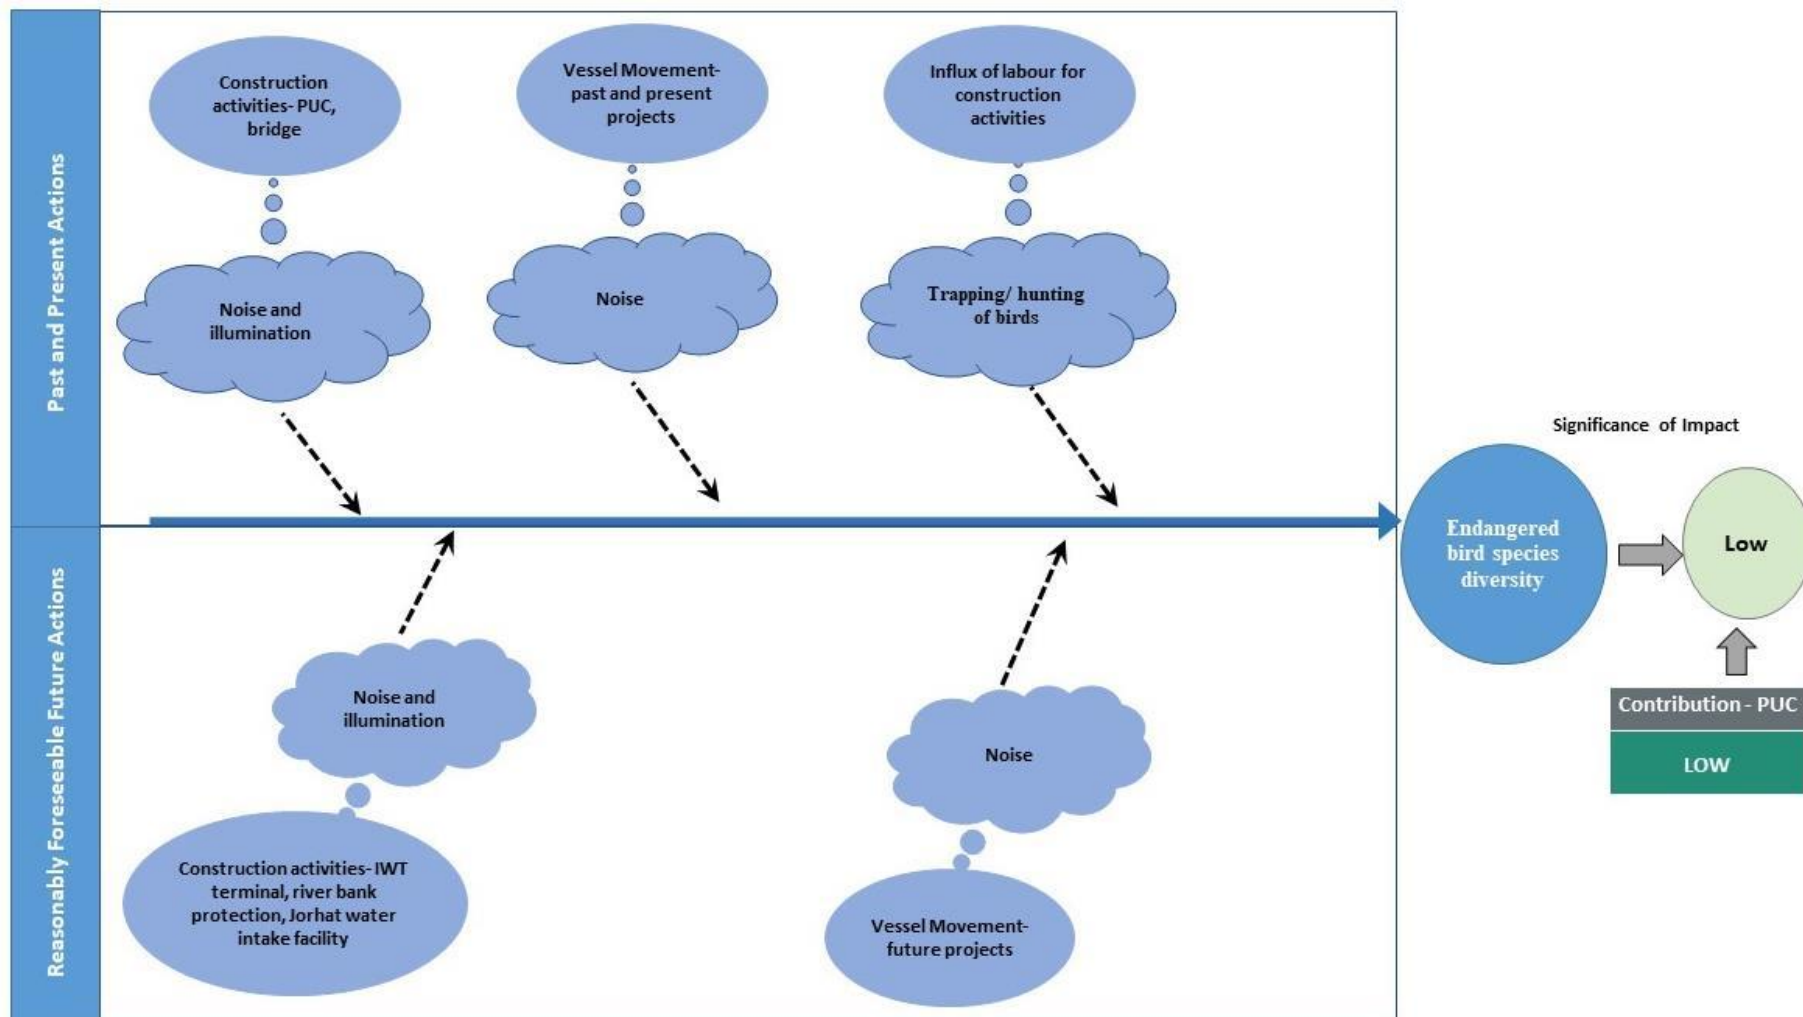 Past and Present Actions
Construction
activities- PUC,
bridge
Vessel Movement-
past and present
projects
Influx of labour for
construction
activities
Noise and
illumination
Noise
Trapping/ hunting
of birds
Significance of Impact
Endangered
bird species
diversity
Low
Contribution - PUC
LOW
Reasonably Foreseeable Future Actions
Noise and
illumination
Noise
Construction activities- IWT
terminal, river bank
protection, Jorhat water
intake facility
Vessel Movement-
future projects